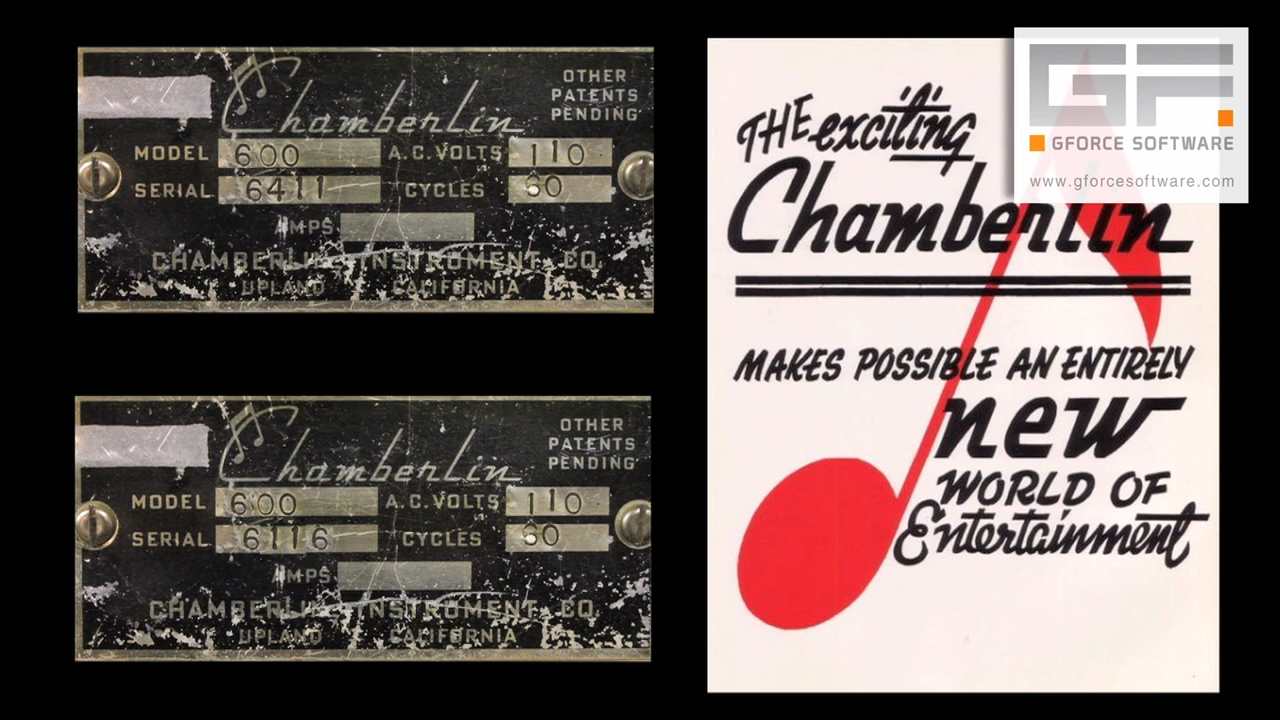 Chamberlin
OTHER
PATENTS
PENDING
MODEL 600 A.C. VOLTS 110
SERIAL 6411 CYCLES 60
AMPS
CHAMBERLIN INSTRUMENT CO.
UPLAND CALIFORNIA
Chamberlin
OTHER
PATENTS
PENDING
MODEL 600 A.C. VOLTS 110
SERIAL 6116 CYCLES 60
AMPS
CHAMBERLIN INSTRUMENT CO.
UPLAND CALIFORNIA
THE exciting
Chamberlin
MAKES POSSIBLE AN ENTIRELY
new
WORLD OF
Entertainment
GF.
GFORCE SOFTWARE
www.gforcesoftware.com